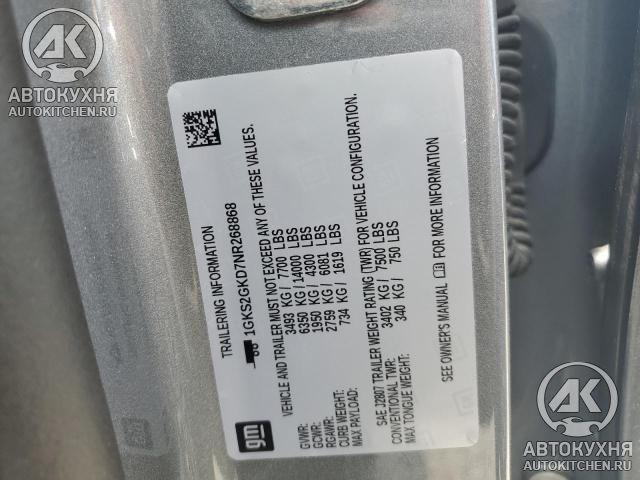 АВТОКУХНЯ
AUTOKITCHEN.RU
TRAILERING INFORMATION
1GKS2GKD7NR268868
VEHICLE AND TRAILER MUST NOT EXCEED ANY OF THESE VALUES.
GVWR: 3493 KG / 7700 LBS
GCWR: 6350 KG / 14000 LBS
RGAWR: 1950 KG / 4300 LBS
CURB WEIGHT: 2759 KG / 6081 LBS
MAX PAYLOAD: 734 KG / 1619 LBS
SAE J2807 TRAILER WEIGHT RATING (TWR) FOR VEHICLE CONFIGURATION.
CONVENTIONAL TWR: 3402 KG / 7500 LBS
MAX TONGUE WEIGHT: 340 KG / 750 LBS
SEE OWNER'S MANUAL FOR MORE INFORMATION
gm
АК
АВТОКУХНЯ
AUTOKITCHEN.RU